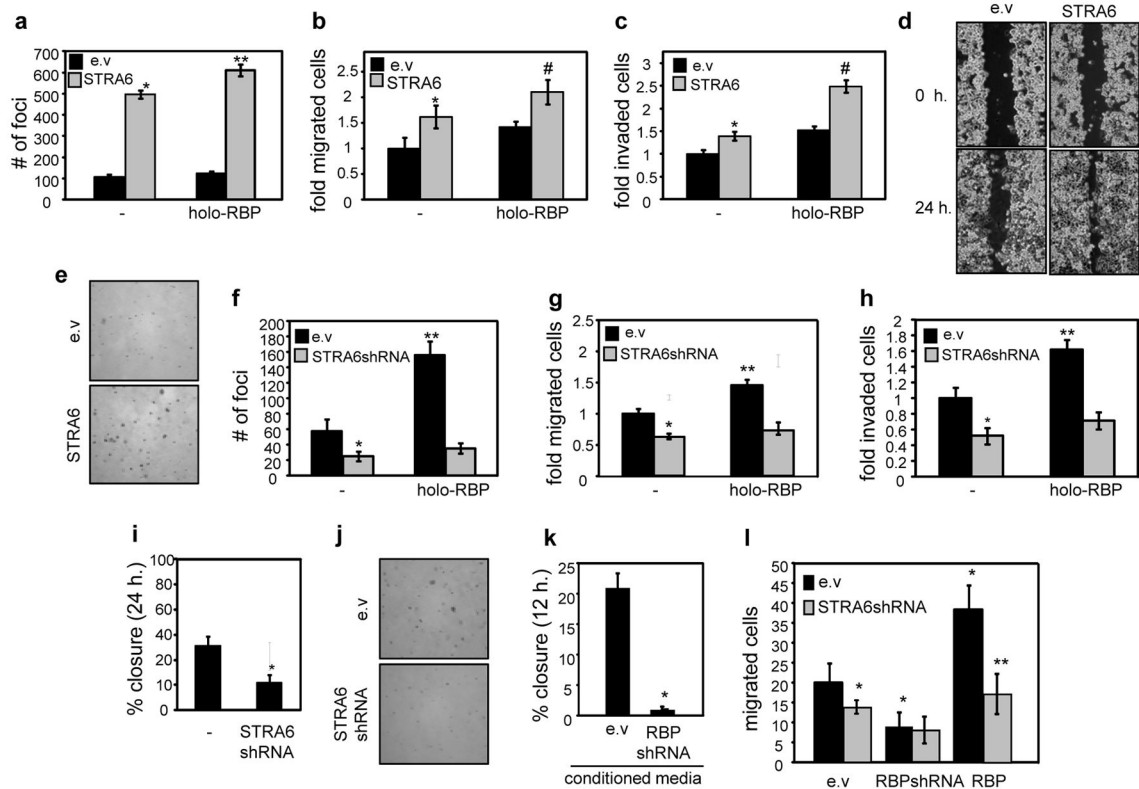 a
# of foci
700
600
500
400
300
200
100
0
e.v
STRA6
*
**
-
holo-RBP
b
fold migrated cells
2.5
2
1.5
1
0.5
0
e.v
STRA6
*
#
-
holo-RBP
c
fold invaded cells
3
2.5
2
1.5
1
0.5
0
e.v
STRA6
*
#
-
holo-RBP
d
e.v
STRA6
0 h.
24 h.
e
e.v
STRA6
f
# of foci
200
180
160
140
120
100
80
60
40
20
0
e.v
STRA6shRNA
*
**
-
holo-RBP
g
fold migrated cells
2.5
2
1.5
1
0.5
0
e.v
STRA6shRNA
*
**
-
holo-RBP
h
fold invaded cells
2
1.8
1.6
1.4
1.2
1.0
0.8
0.6
0.4
0.2
0
e.v
STRA6shRNA
*
**
-
holo-RBP
i
% closure (24 h.)
100
80
60
40
20
0
*
-
STRA6
shRNA
j
e.v
STRA6
shRNA
k
% closure (12 h.)
25
20
15
10
5
0
*
e.v
RBP
shRNA
conditioned media
l
migrated cells
50
45
40
35
30
25
20
15
10
5
0
e.v
STRA6shRNA
*
*
*
**
e.v
RBPshRNA
RBP